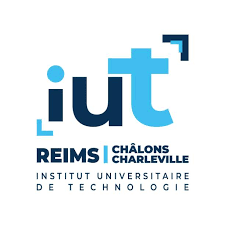 iut
REIMS | CHÂLONS
CHARLEVILLE
INSTITUT UNIVERSITAIRE
DE TECHNOLOGIE